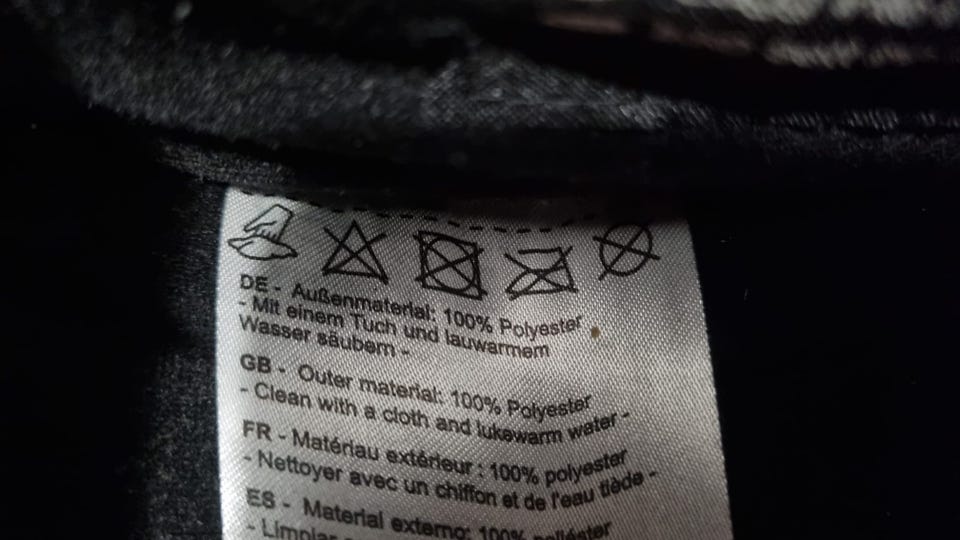 DE - Außenmaterial: 100% Polyester
- Mit einem Tuch und lauwarmem
Wasser säubern -
GB - Outer material: 100% Polyester
- Clean with a cloth and lukewarm water -
FR - Matériau extérieur : 100% polyester
- Nettoyer avec un chiffon et de l'eau tiède -
ES - Material externo: 100% poliéster
- Limpiar